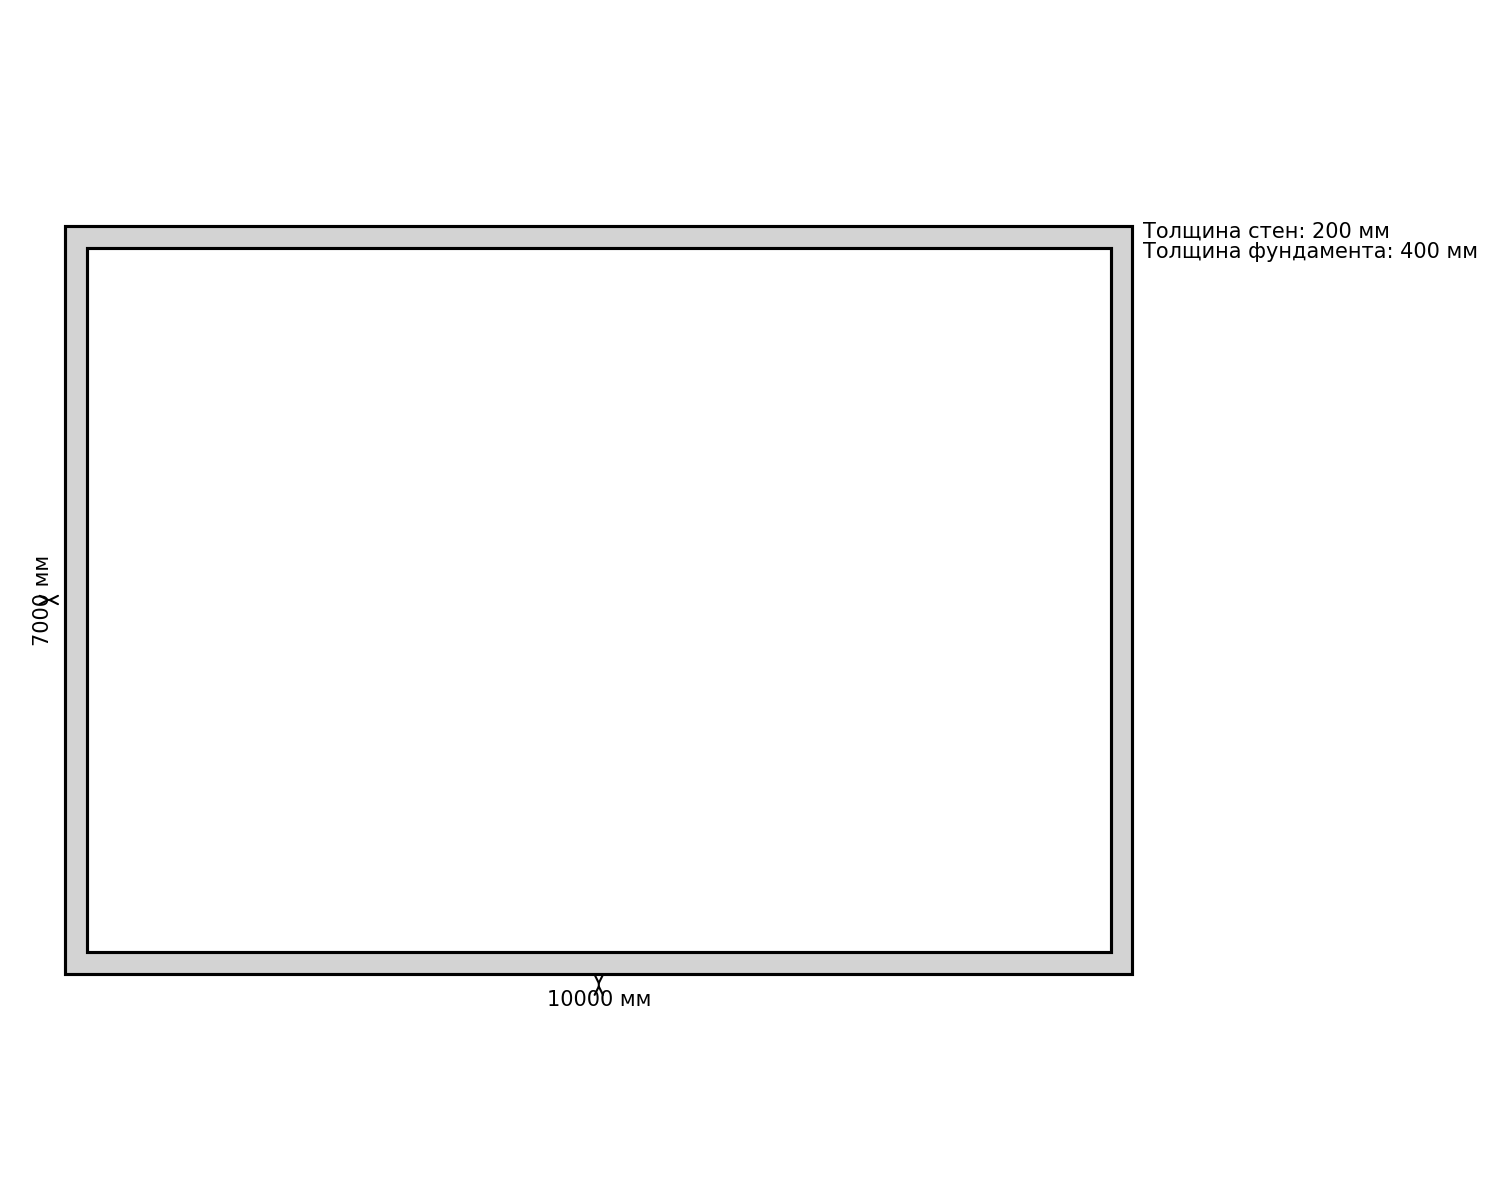 Толщина стен: 200 мм
Толщина фундамента: 400 мм
7000 мм
10000 мм